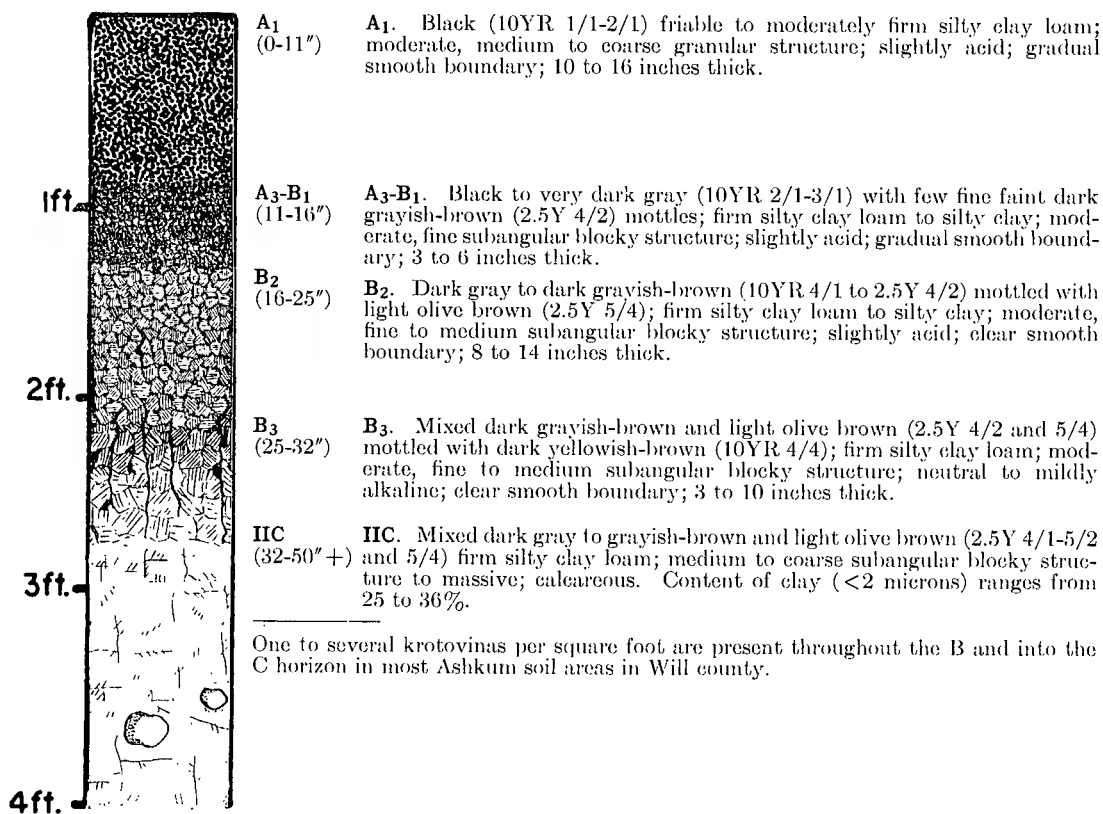 A1
(0-11")
A1. Black (10YR 1/1-2/1) friable to moderately firm silty clay loam;
moderate, medium to coarse granular structure; slightly acid; gradual
smooth boundary; 10 to 16 inches thick.
1ft.
A3-B1
(11-16")
A3-B1. Black to very dark gray (10YR 2/1-3/1) with few fine faint dark
grayish-brown (2.5Y 4/2) mottles; firm silty clay loam to silty clay; mod-
erate, fine subangular blocky structure; slightly acid; gradual smooth bound-
ary; 3 to 6 inches thick.
B2
(16-25")
B2. Dark gray to dark grayish-brown (10YR 4/1 to 2.5Y 4/2) mottled with
light olive brown (2.5Y 5/4); firm silty clay loam to silty clay; moderate,
fine to medium subangular blocky structure; slightly acid; clear smooth
boundary; 8 to 14 inches thick.
2ft.
B3
(25-32")
B3. Mixed dark grayish-brown and light olive brown (2.5Y 4/2 and 5/4)
mottled with dark yellowish-brown (10YR 4/4); firm silty clay loam; mod-
erate, fine to medium subangular blocky structure; neutral to mildly
alkaline; clear smooth boundary; 3 to 10 inches thick.
IIC
(32-50"+)
IIC. Mixed dark gray to grayish-brown and light olive brown (2.5Y 4/1-5/2
and 5/4) firm silty clay loam; medium to coarse subangular blocky struc-
ture to massive; calcareous. Content of clay (<2 microns) ranges from
25 to 36%.
3ft.
One to several krotovinas per square foot are present throughout the B and into the
C horizon in most Ashkum soil areas in Will county.
4ft.